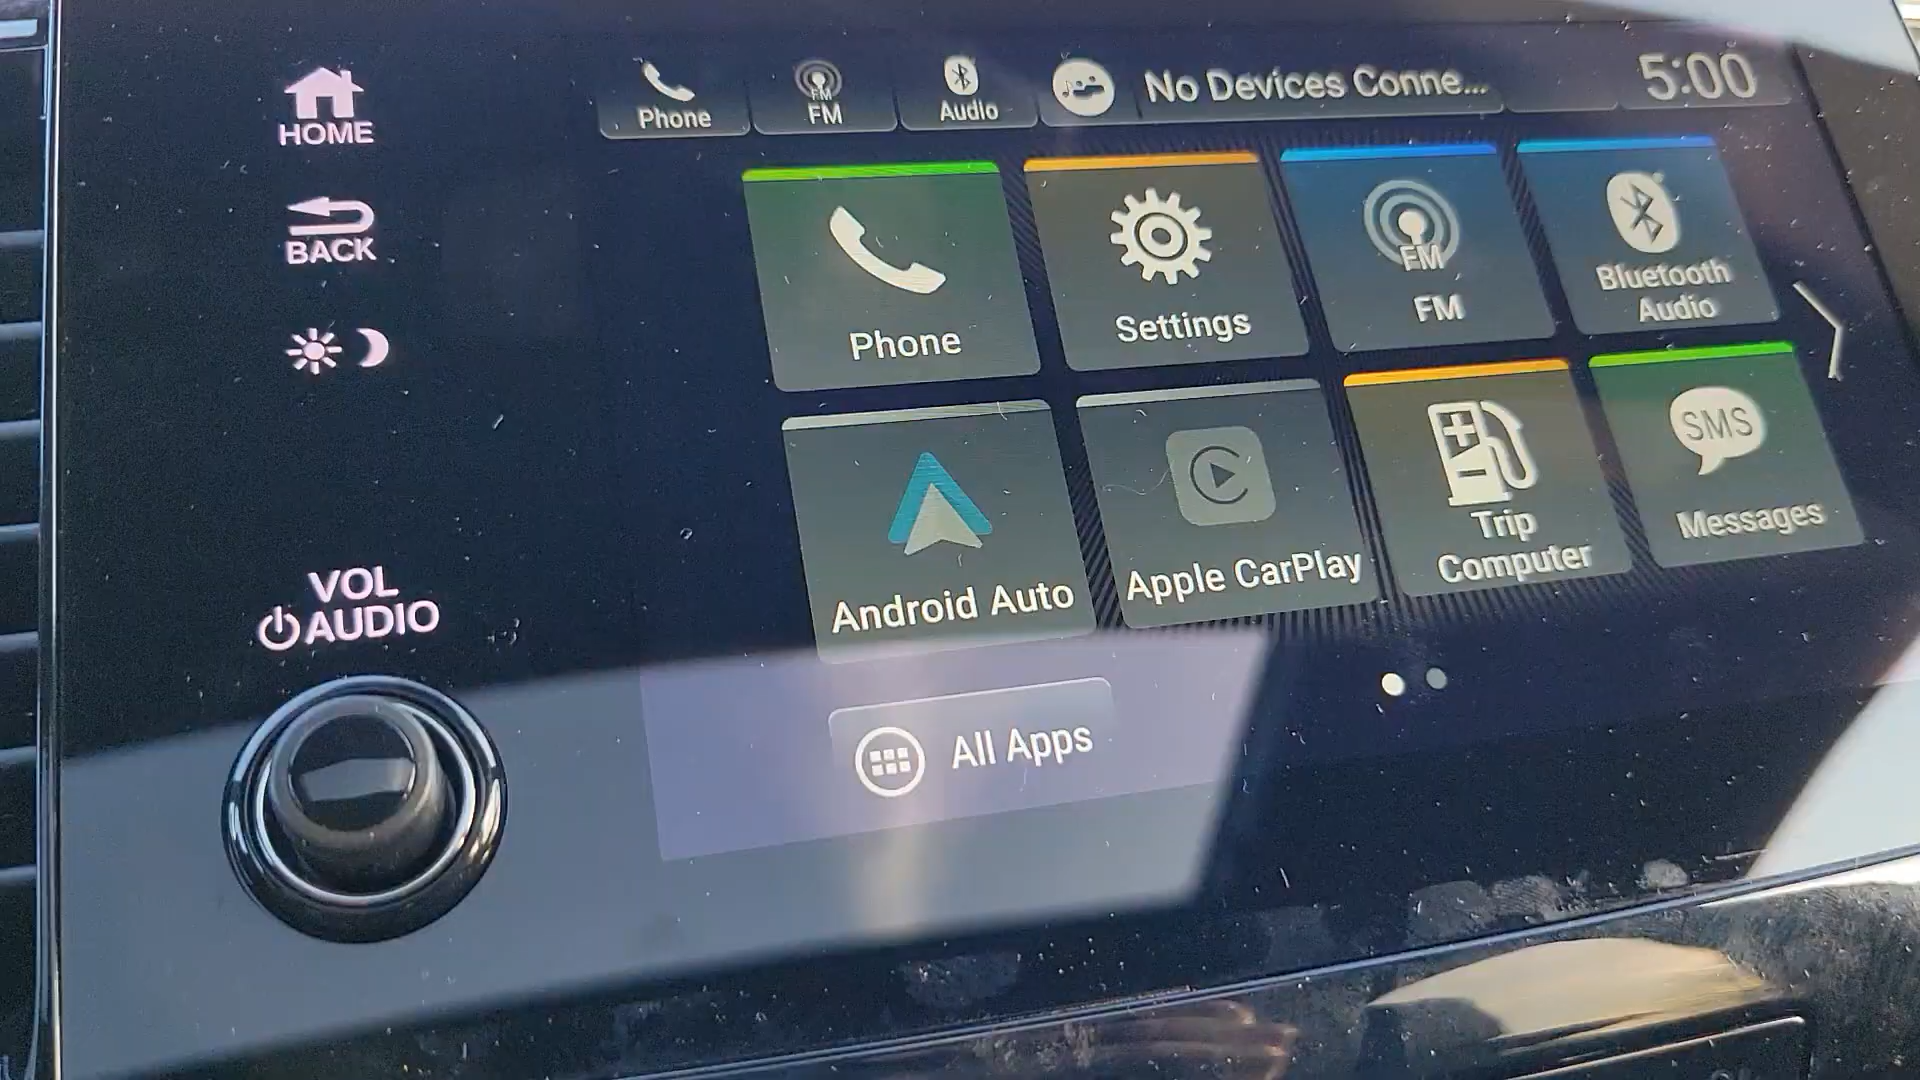 HOME
BACK
VOL
AUDIO
Phone
FM
FM
Audio
No Devices Conne...
5:00
Phone
Settings
FM
FM
Bluetooth
Audio
Android Auto
Apple CarPlay
Trip
Computer
SMS
Messages
All Apps